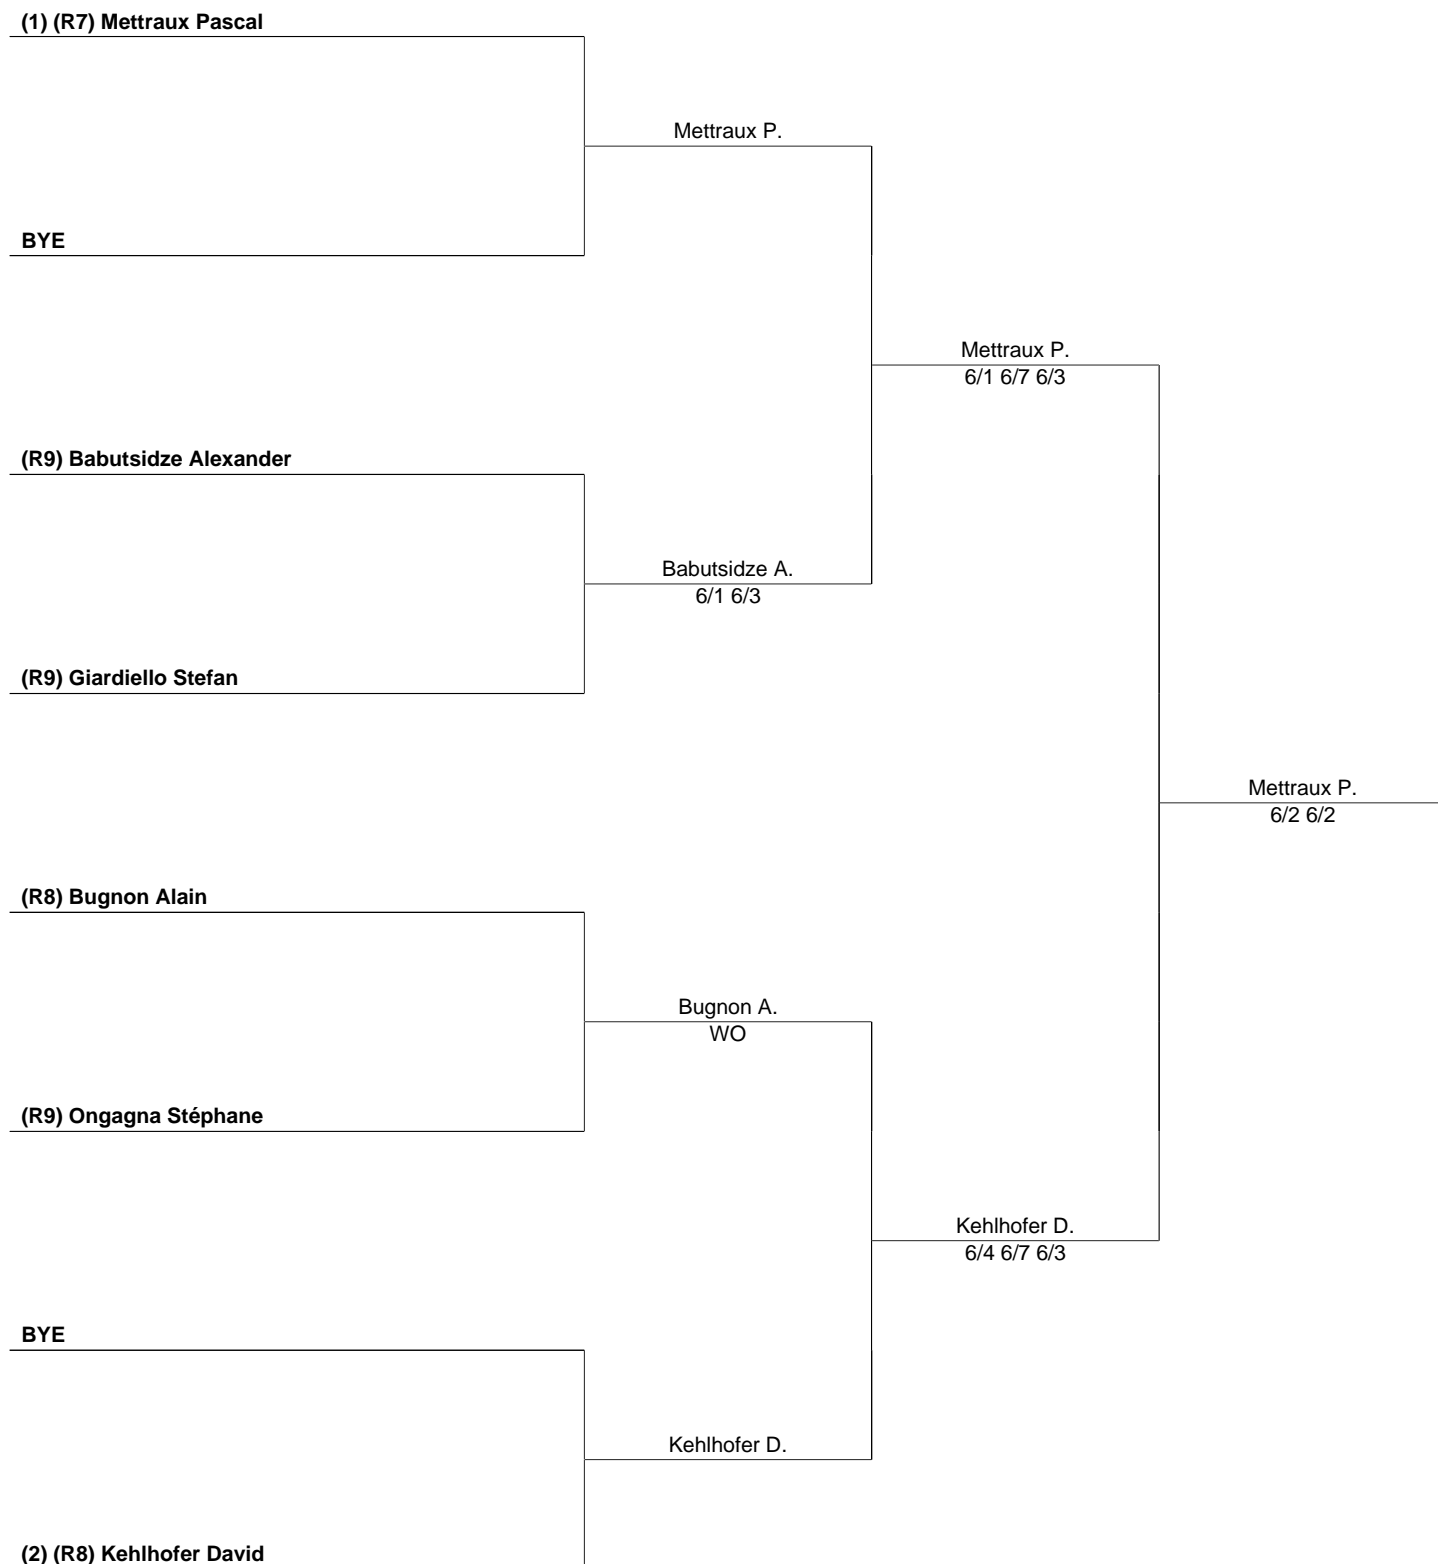 (1) (R7) Mettraux Pascal
Mettraux P.
BYE
Mettraux P.
6/1 6/7 6/3
(R9) Babutsidze Alexander
Babutsidze A.
6/1 6/3
(R9) Giardiello Stefan
Mettraux P.
6/2 6/2
(R8) Bugnon Alain
Bugnon A.
WO
(R9) Ongagna Stéphane
Kehlhofer D.
6/4 6/7 6/3
BYE
Kehlhofer D.
(2) (R8) Kehlhofer David